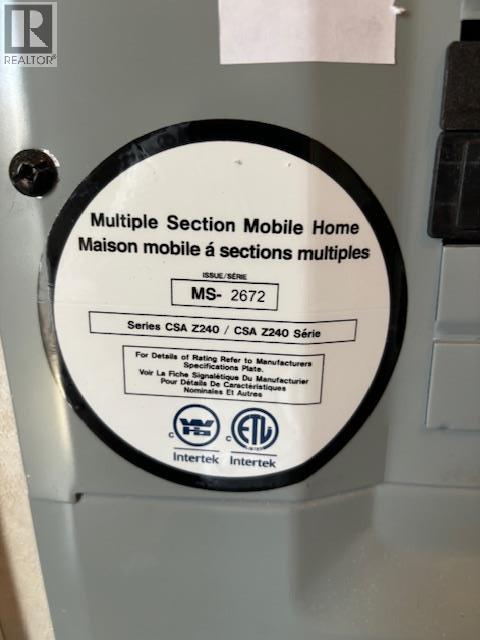 R
REALTOR®
Multiple Section Mobile Home
Maison mobile á sections multiples
ISSUE/SÉRIE
MS- 2672
Series CSA Z240 / CSA Z240 Série
For Details of Rating Refer to Manufacturers
Specifications Plate.
Voir La Fiche Signalétique Du Manufacturier
Pour Détails De Caractéristiques
Nominales Et Autres
C WH C ETL
Intertek Intertek